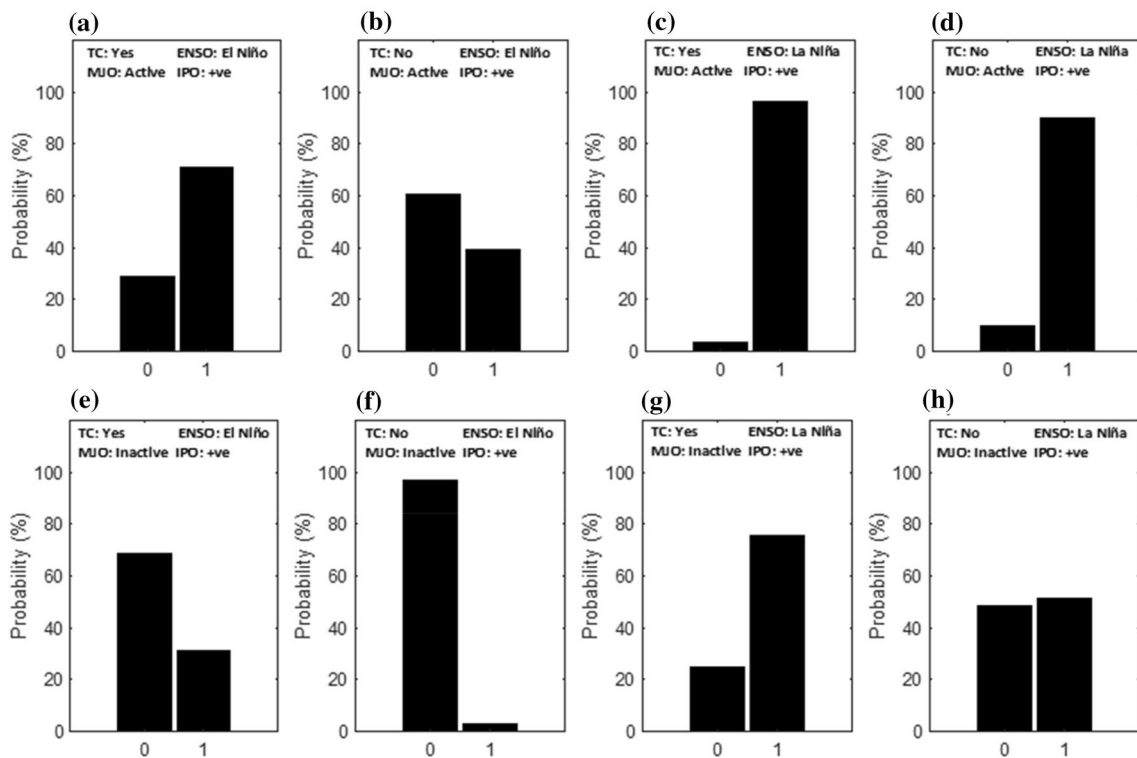 (a)
TC: Yes ENSO: El Niño
MJO: Active IPO: +ve
Probability (%)
100
80
60
40
20
0
0 1
(b)
TC: No ENSO: El Niño
MJO: Active IPO: +ve
Probability (%)
100
80
60
40
20
0
0 1
(c)
TC: Yes ENSO: La Niña
MJO: Active IPO: +ve
Probability (%)
100
80
60
40
20
0
0 1
(d)
TC: No ENSO: La Niña
MJO: Active IPO: +ve
Probability (%)
100
80
60
40
20
0
0 1
(e)
TC: Yes ENSO: El Niño
MJO: Inactive IPO: +ve
Probability (%)
100
80
60
40
20
0
0 1
(f)
TC: No ENSO: El Niño
MJO: Inactive IPO: +ve
Probability (%)
100
80
60
40
20
0
0 1
(g)
TC: Yes ENSO: La Niña
MJO: Inactive IPO: +ve
Probability (%)
100
80
60
40
20
0
0 1
(h)
TC: No ENSO: La Niña
MJO: Inactive IPO: +ve
Probability (%)
100
80
60
40
20
0
0 1